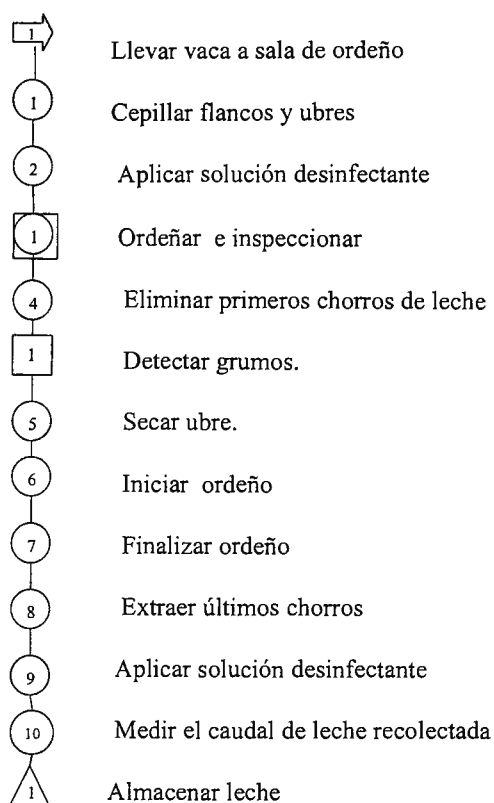 1 Llevar vaca a sala de ordeño
1 Cepillar flancos y ubres
2 Aplicar solución desinfectante
1 Ordeñar e inspeccionar
4 Eliminar primeros chorros de leche
1 Detectar grumos.
5 Secar ubre.
6 Iniciar ordeño
7 Finalizar ordeño
8 Extraer últimos chorros
9 Aplicar solución desinfectante
10 Medir el caudal de leche recolectada
1 Almacenar leche